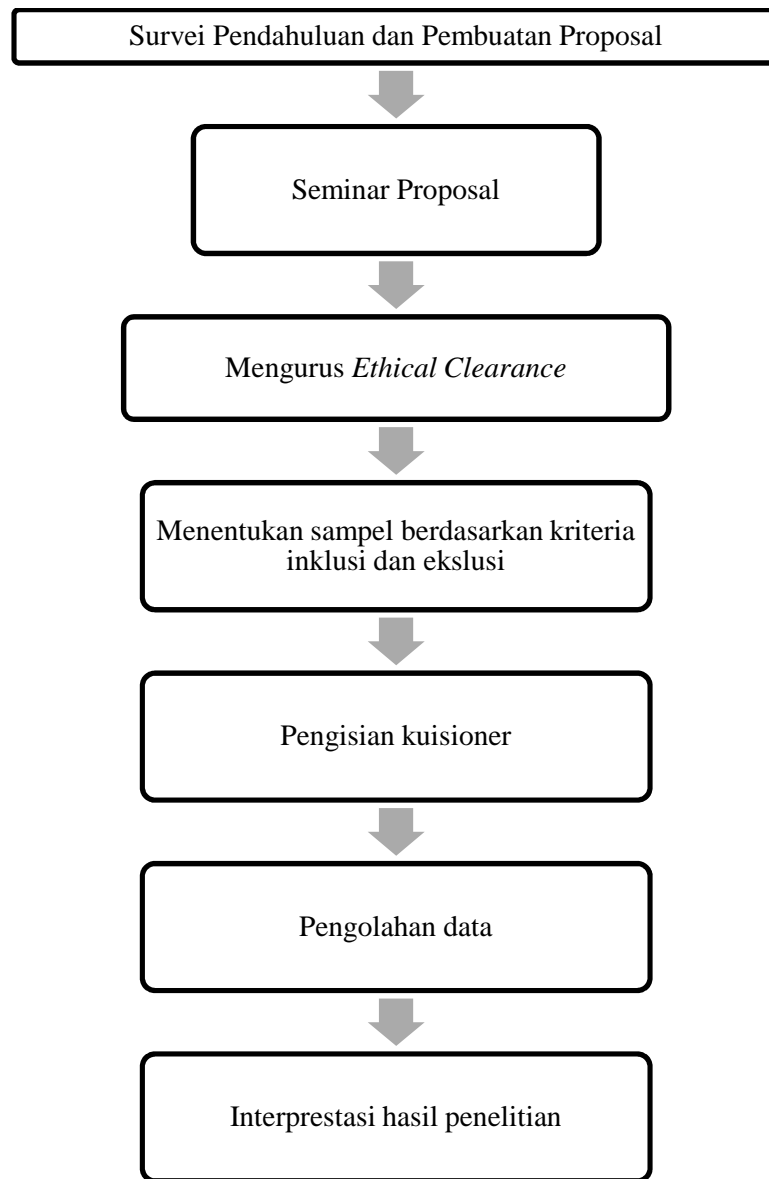 Survei Pendahuluan dan Pembuatan Proposal
Seminar Proposal
Mengurus Ethical Clearance
Menentukan sampel berdasarkan kriteria
inklusi dan ekslusi
Pengisian kuisioner
Pengolahan data
Interprestasi hasil penelitian